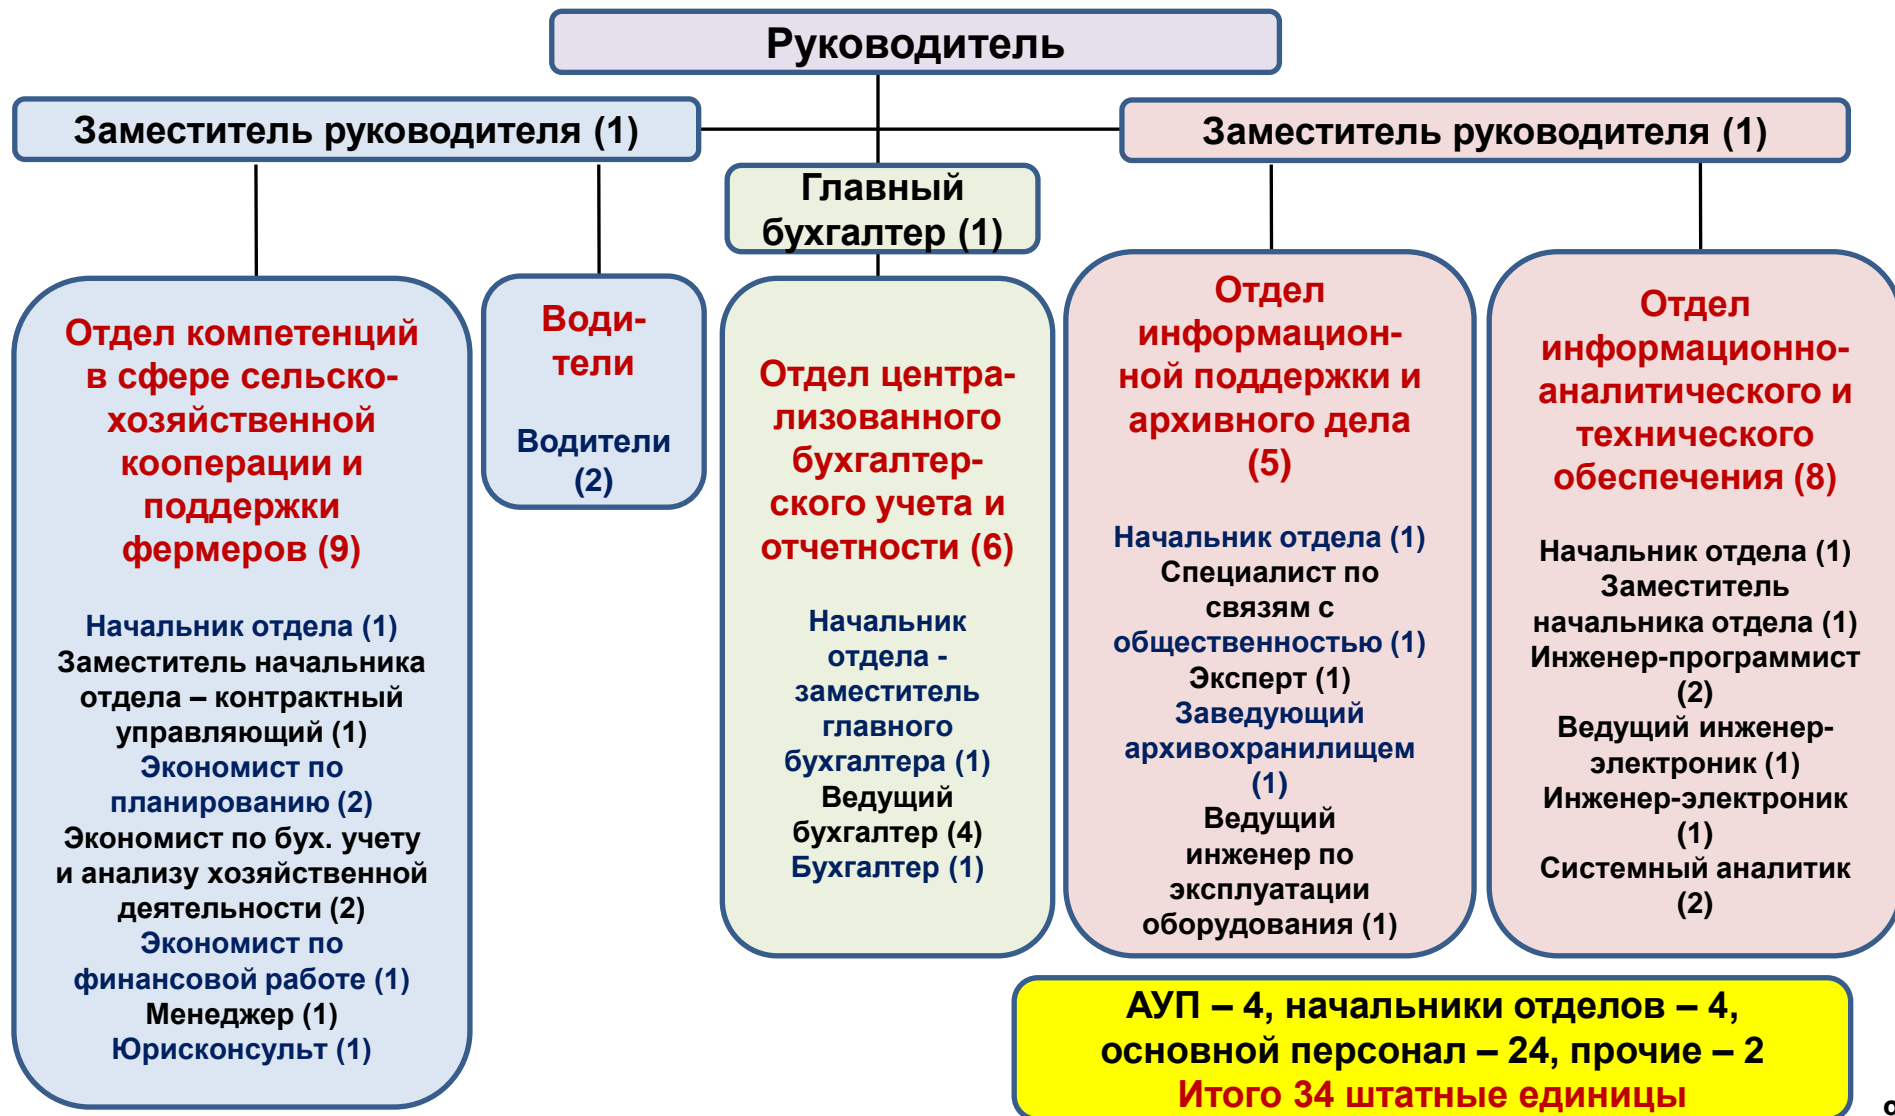 Руководитель
Заместитель руководителя (1)
Заместитель руководителя (1)
Главный
бухгалтер (1)
Отдел компетенций
в сфере сельско-
хозяйственной
кооперации и
поддержки
фермеров (9)
Начальник отдела (1)
Заместитель начальника
отдела – контрактный
управляющий (1)
Экономист по
планированию (2)
Экономист по бух. учету
и анализу хозяйственной
деятельности (2)
Экономист по
финансовой работе (1)
Менеджер (1)
Юрисконсульт (1)
Води-
тели
Водители
(2)
Отдел центра-
лизованного
бухгалтер-
ского учета и
отчетности (6)
Начальник
отдела -
заместитель
главного
бухгалтера (1)
Ведущий
бухгалтер (4)
Бухгалтер (1)
Отдел
информацион-
ной поддержки и
архивного дела
(5)
Начальник отдела (1)
Специалист по
связям с
общественностью (1)
Эксперт (1)
Заведующий
архивохранилищем
(1)
Ведущий
инженер по
эксплуатации
оборудования (1)
Отдел
информационно-
аналитического и
технического
обеспечения (8)
Начальник отдела (1)
Заместитель
начальника отдела (1)
Инженер-программист
(2)
Ведущий инженер-
электроник (1)
Инженер-электроник
(1)
Системный аналитик
(2)
АУП – 4, начальники отделов – 4,
основной персонал – 24, прочие – 2
Итого 34 штатные единицы